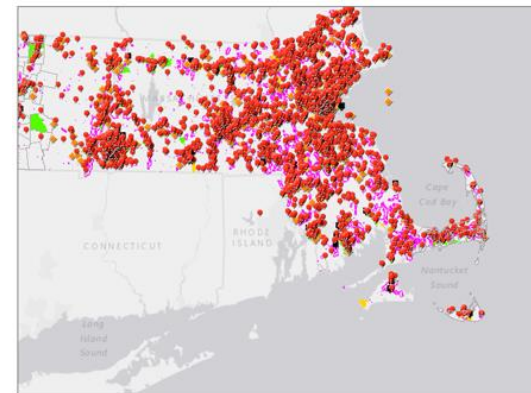 Cape
Cod Bay
RHODE
ISLAND
CONNECTICUT
Nantucket
Sound
Long
Island
Sound